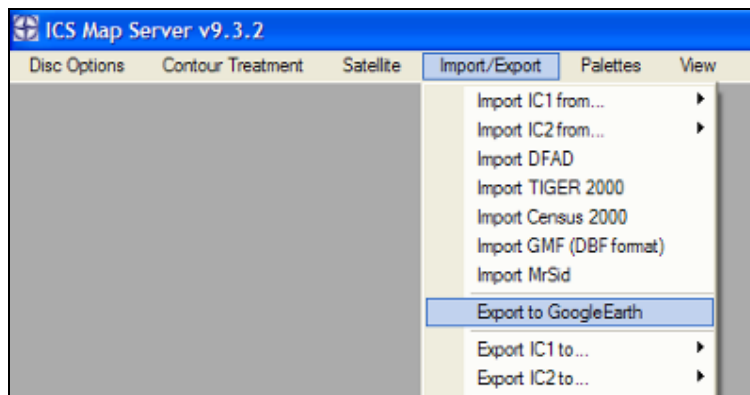 ICS Map Server v9.3.2
Disc Options Contour Treatment Satellite Import/Export Palettes View
Import IC1 from...
Import IC2 from...
Import DFAD
Import TIGER 2000
Import Census 2000
Import GMF (DBF format)
Import MrSid
Export to GoogleEarth
Export IC1 to...
Export IC2 to...